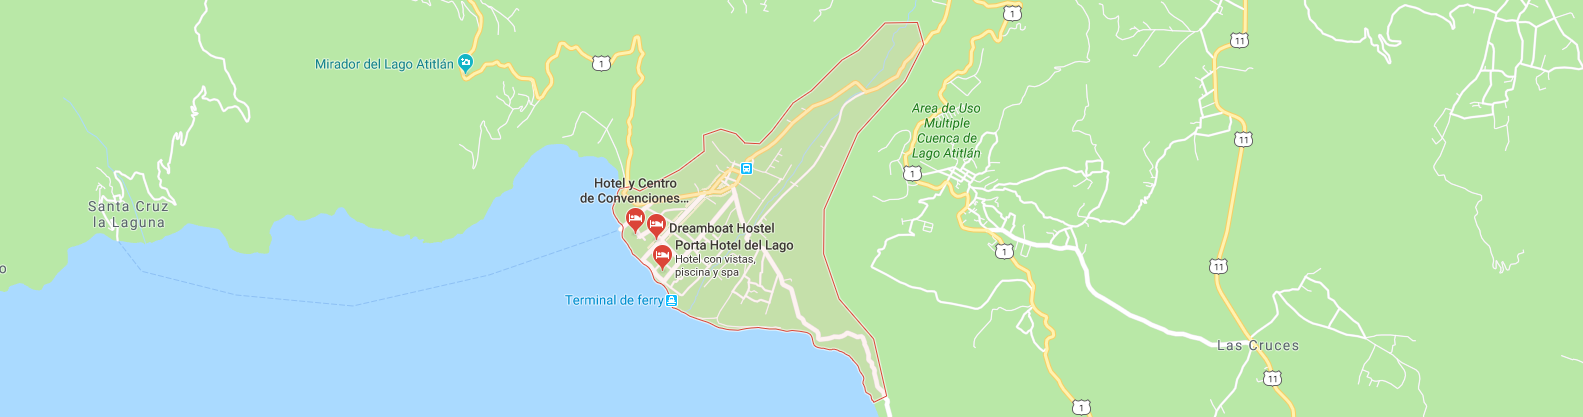 1
11
Mirador del Lago Atitlán
1
Area de Uso
Múltiple
Cuenca de
Lago Atitlán
11
1
Hotel y Centro
de Convenciones...
Santa Cruz
la Laguna
Dreamboat Hostel
Porta Hotel del Lago
Hotel con vistas,
piscina y spa
1
11
o
Terminal de ferry
Las Cruces
11
1